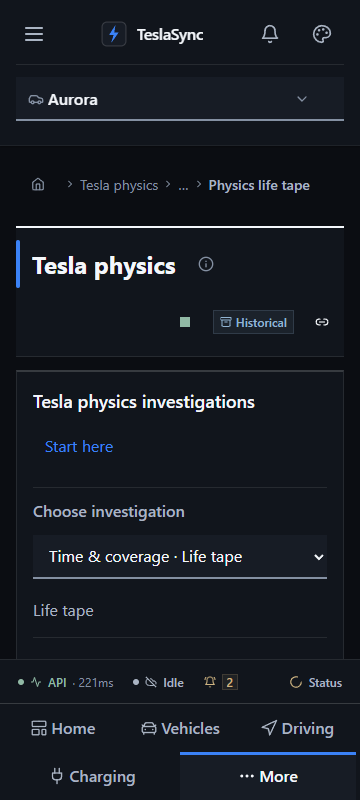 TeslaSync
Aurora
Tesla physics ... Physics life tape
Tesla physics
Historical
Tesla physics investigations
Start here
Choose investigation
Time & coverage · Life tape
Life tape
API · 221ms Idle 2 Status
Home Vehicles Driving
Charging ··· More